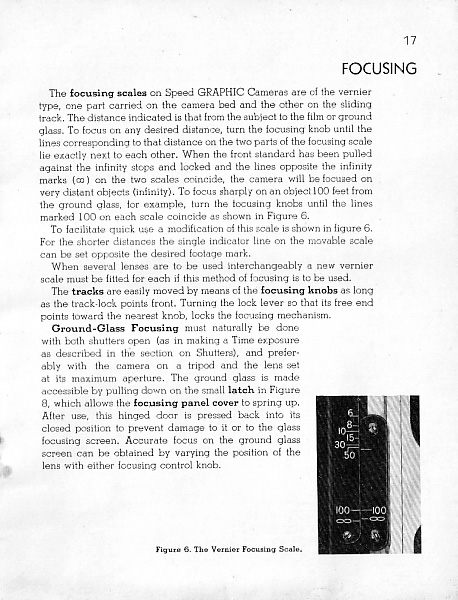 17
FOCUSING
The focusing scales on Speed GRAPHIC Cameras are of the vernier
type, one part carried on the camera bed and the other on the sliding
track. The distance indicated is that from the subject to the film or ground
glass. To focus on any desired distance, turn the focusing knob until the
lines corresponding to that distance on the two parts of the focusing scale
lie exactly next to each other. When the front standard has been pulled
against the infinity stops and locked and the lines opposite the infinity
marks (∞) on the two scales coincide, the camera will be focused on
very distant objects (infinity). To focus sharply on an object 100 feet from
the ground glass, for example, turn the focusing knobs until the lines
marked 100 on each scale coincide as shown in Figure 6.
To facilitate quick use a modification of this scale is shown in figure 6.
For the shorter distances the single indicator line on the movable scale
can be set opposite the desired footage mark.
When several lenses are to be used interchangeably a new vernier
scale must be fitted for each if this method of focusing is to be used.
The tracks are easily moved by means of the focusing knobs as long
as the track-lock points front. Turning the lock lever so that its free end
points toward the nearest knob, locks the focusing mechanism.
Ground-Glass Focusing must naturally be done
with both shutters open (as in making a Time exposure
as described in the section on Shutters), and prefer-
ably with the camera on a tripod and the lens set
at its maximum aperture. The ground glass is made
accessible by pulling down on the small latch in Figure
8, which allows the focusing panel cover to spring up.
After use, this hinged door is pressed back into its
closed position to prevent damage to it or to the glass
focusing screen. Accurate focus on the ground glass
screen can be obtained by varying the position of the
lens with either focusing control knob.
6
8
10
15
30
50
100 100
∞ ∞
Figure 6. The Vernier Focusing Scale.